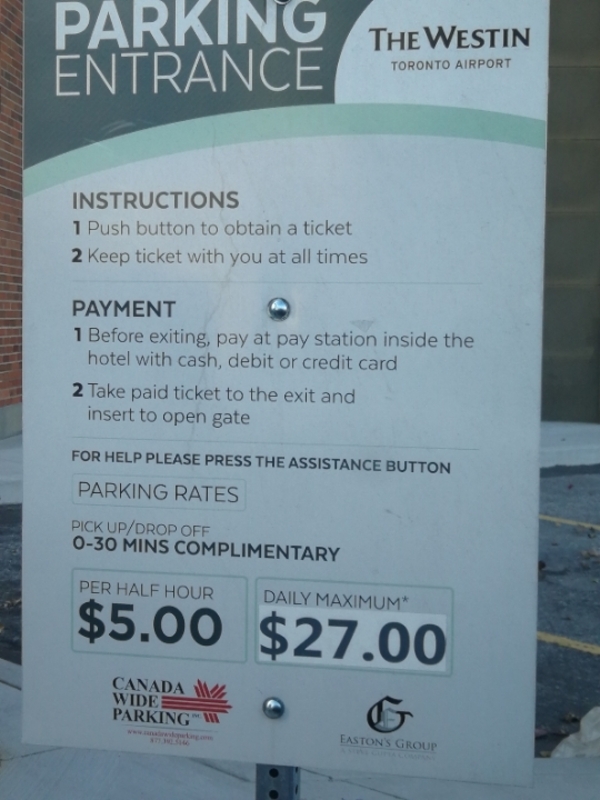 PARKING
ENTRANCE
THE WESTIN
TORONTO AIRPORT
INSTRUCTIONS
1 Push button to obtain a ticket
2 Keep ticket with you at all times
PAYMENT
1 Before exiting, pay at pay station inside the
hotel with cash, debit or credit card
2 Take paid ticket to the exit and
insert to open gate
FOR HELP PLEASE PRESS THE ASSISTANCE BUTTON
PARKING RATES
PICK UP/DROP OFF
0-30 MINS COMPLIMENTARY
PER HALF HOUR
$5.00
DAILY MAXIMUM*
$27.00
CANADA
WIDE
PARKING
www.canadawideparking.com
EASTON'S GROUP